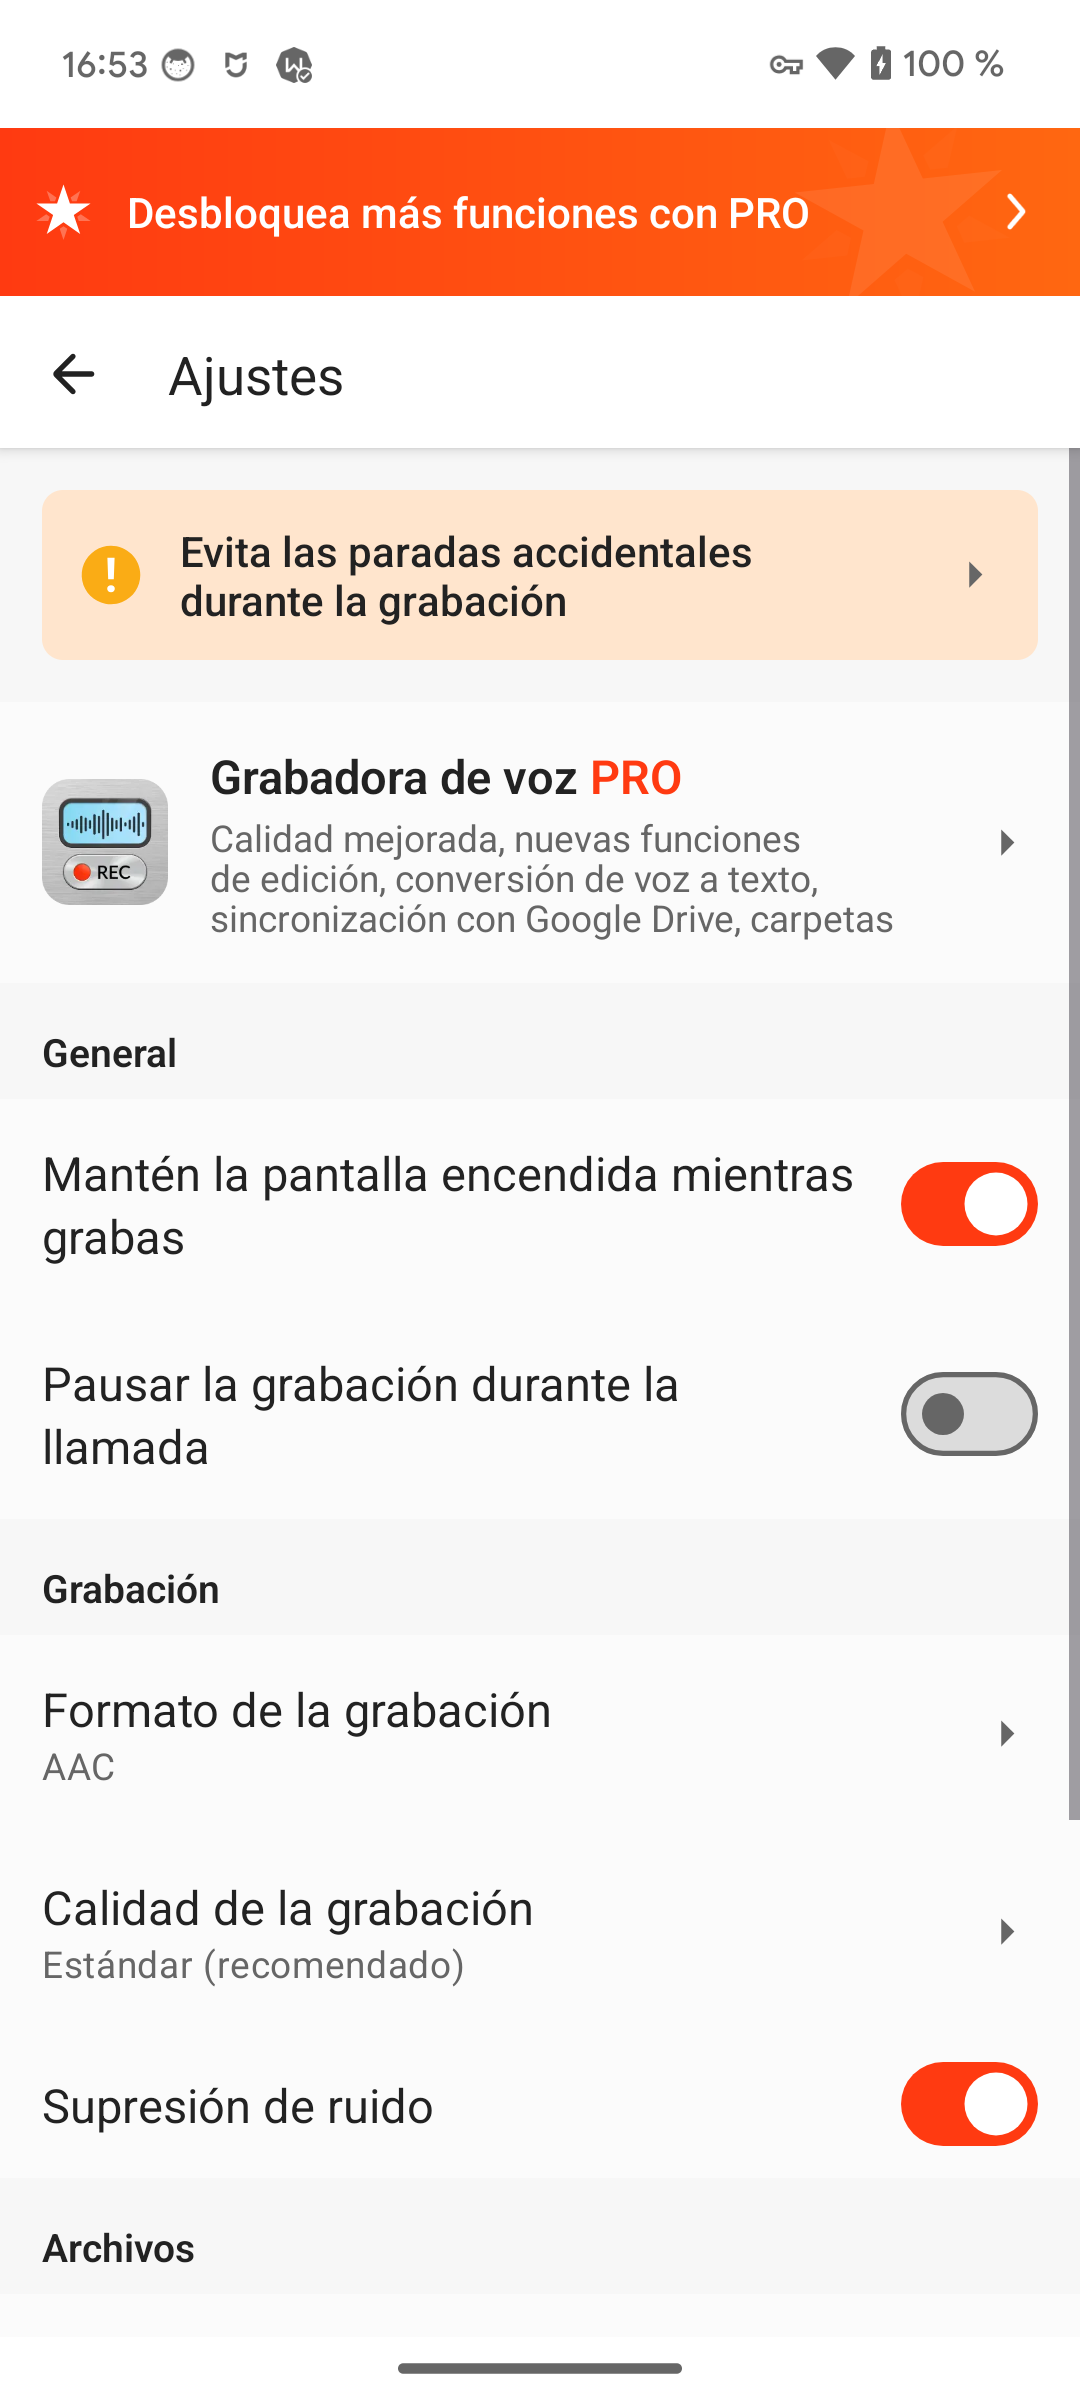 16:53
100 %
Desbloquea más funciones con PRO
Ajustes
Evita las paradas accidentales
durante la grabación
REC
Grabadora de voz PRO
Calidad mejorada, nuevas funciones
de edición, conversión de voz a texto,
sincronización con Google Drive, carpetas
General
Mantén la pantalla encendida mientras
grabas
Pausar la grabación durante la
llamada
Grabación
Formato de la grabación
AAC
Calidad de la grabación
Estándar (recomendado)
Supresión de ruido
Archivos